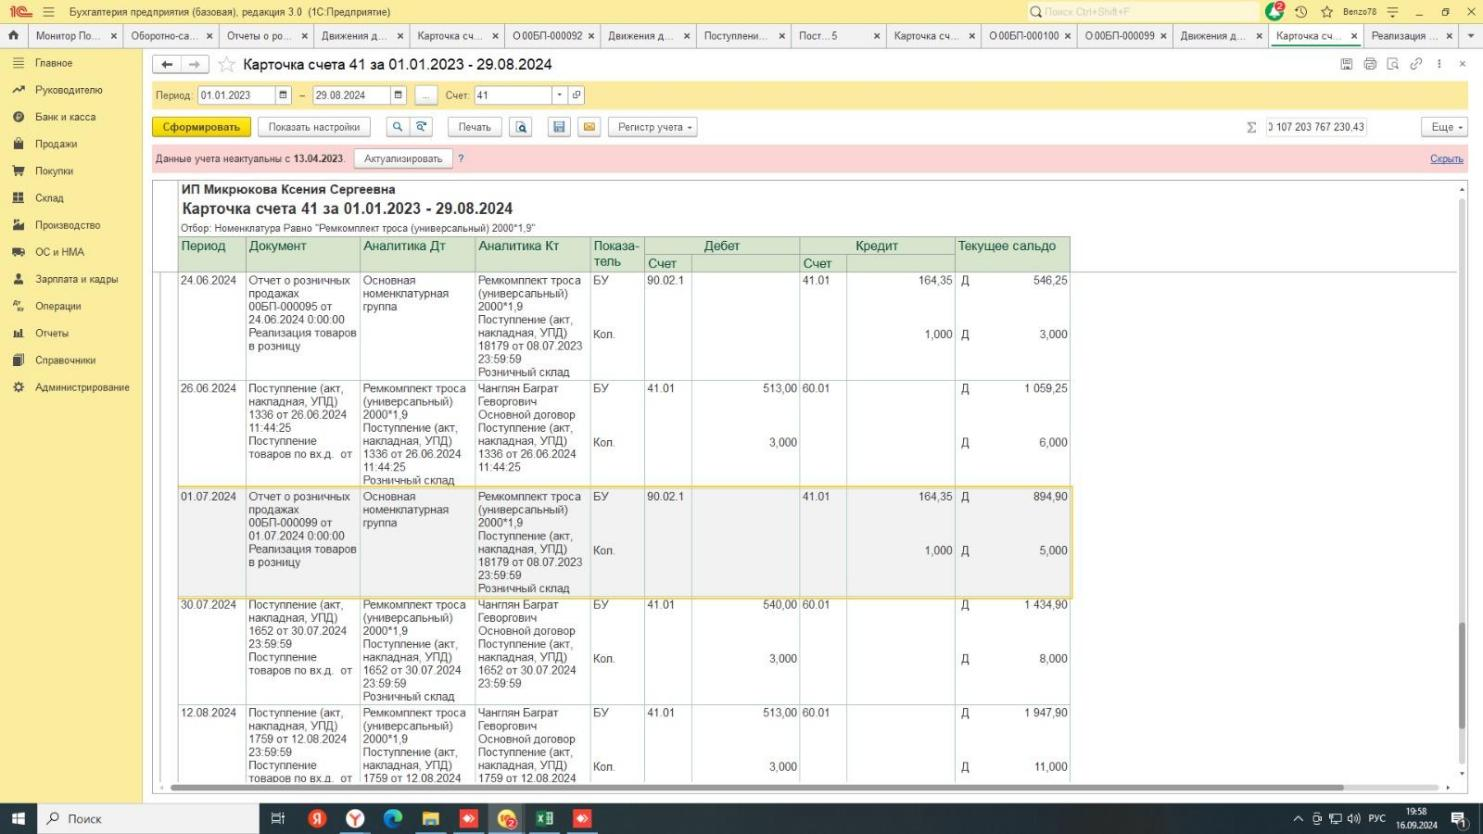 1С Бухгалтерия предприятия (базовая), редакция 3.0 (1С:Предприятие) Поиск Ctrl+Shift+F 2 Benzo78
Монитор По... × Оборотно-са... × Отчеты о ро... × Движения д... × Карточка сч... × О 00БП-000092 × Движения д... × Поступлени... × Пост...5 × Карточка сч... × О 00БП-000100 × О 00БП-000099 × Движения д... × Карточка сч... × Реализация ... ×
Главное
Руководителю
Банк и касса
Продажи
Покупки
Склад
Производство
ОС и НМА
Зарплата и кадры
Операции
Отчеты
Справочники
Администрирование
Карточка счета 41 за 01.01.2023 - 29.08.2024
Период: 01.01.2023 – 29.08.2024 ... Счет: 41
Сформировать Показать настройки Печать Регистр учета Σ 0 107 203 767 230,43 Еще
Данные учета неактуальны с 13.04.2023. Актуализировать ? Скрыть
ИП Микрюкова Ксения Сергеевна
Карточка счета 41 за 01.01.2023 - 29.08.2024
Отбор: Номенклатура Равно "Ремкомплект троса (универсальный) 2000*1,9"
Период Документ Аналитика Дт Аналитика Кт Показа- Дебет Кредит Текущее сальдо
тель Счет Счет
24.06.2024 Отчет о розничных Основная Ремкомплект троса БУ 90.02.1 41.01 164,35 Д 546,25
продажах номенклатурная (универсальный)
00БП-000095 от группа 2000*1,9
24.06.2024 0:00:00 Поступление (акт,
Реализация товаров накладная, УПД) Кол. 1,000 Д 3,000
в розницу 18179 от 08.07.2023
23:59:59
Розничный склад
26.06.2024 Поступление (акт, Ремкомплект троса Чанглян Баграт БУ 41.01 513,00 60.01 Д 1 059,25
накладная, УПД) (универсальный) Геворгович
1336 от 26.06.2024 2000*1,9 Основной договор
11:44:25 Поступление (акт, Поступление (акт,
Поступление накладная, УПД) накладная, УПД) Кол. 3,000 Д 6,000
товаров по вх.д. от 1336 от 26.06.2024 1336 от 26.06.2024
11:44:25 11:44:25
Розничный склад
01.07.2024 Отчет о розничных Основная Ремкомплект троса БУ 90.02.1 41.01 164,35 Д 894,90
продажах номенклатурная (универсальный)
00БП-000099 от группа 2000*1,9
01.07.2024 0:00:00 Поступление (акт,
Реализация товаров накладная, УПД) Кол. 1,000 Д 5,000
в розницу 18179 от 08.07.2023
23:59:59
Розничный склад
30.07.2024 Поступление (акт, Ремкомплект троса Чанглян Баграт БУ 41.01 540,00 60.01 Д 1 434,90
накладная, УПД) (универсальный) Геворгович
1652 от 30.07.2024 2000*1,9 Основной договор
23:59:59 Поступление (акт, Поступление (акт,
Поступление накладная, УПД) накладная, УПД) Кол. 3,000 Д 8,000
товаров по вх.д. от 1652 от 30.07.2024 1652 от 30.07.2024
23:59:59 23:59:59
Розничный склад
12.08.2024 Поступление (акт, Ремкомплект троса Чанглян Баграт БУ 41.01 513,00 60.01 Д 1 947,90
накладная, УПД) (универсальный) Геворгович
1759 от 12.08.2024 2000*1,9 Основной договор
23:59:59 Поступление (акт, Поступление (акт,
Поступление накладная, УПД) накладная, УПД) Кол. 3,000 Д 11,000
товаров по вх.д. от 1759 от 12.08.2024 1759 от 12.08.2024
Поиск РУС 19:58
16.09.2024